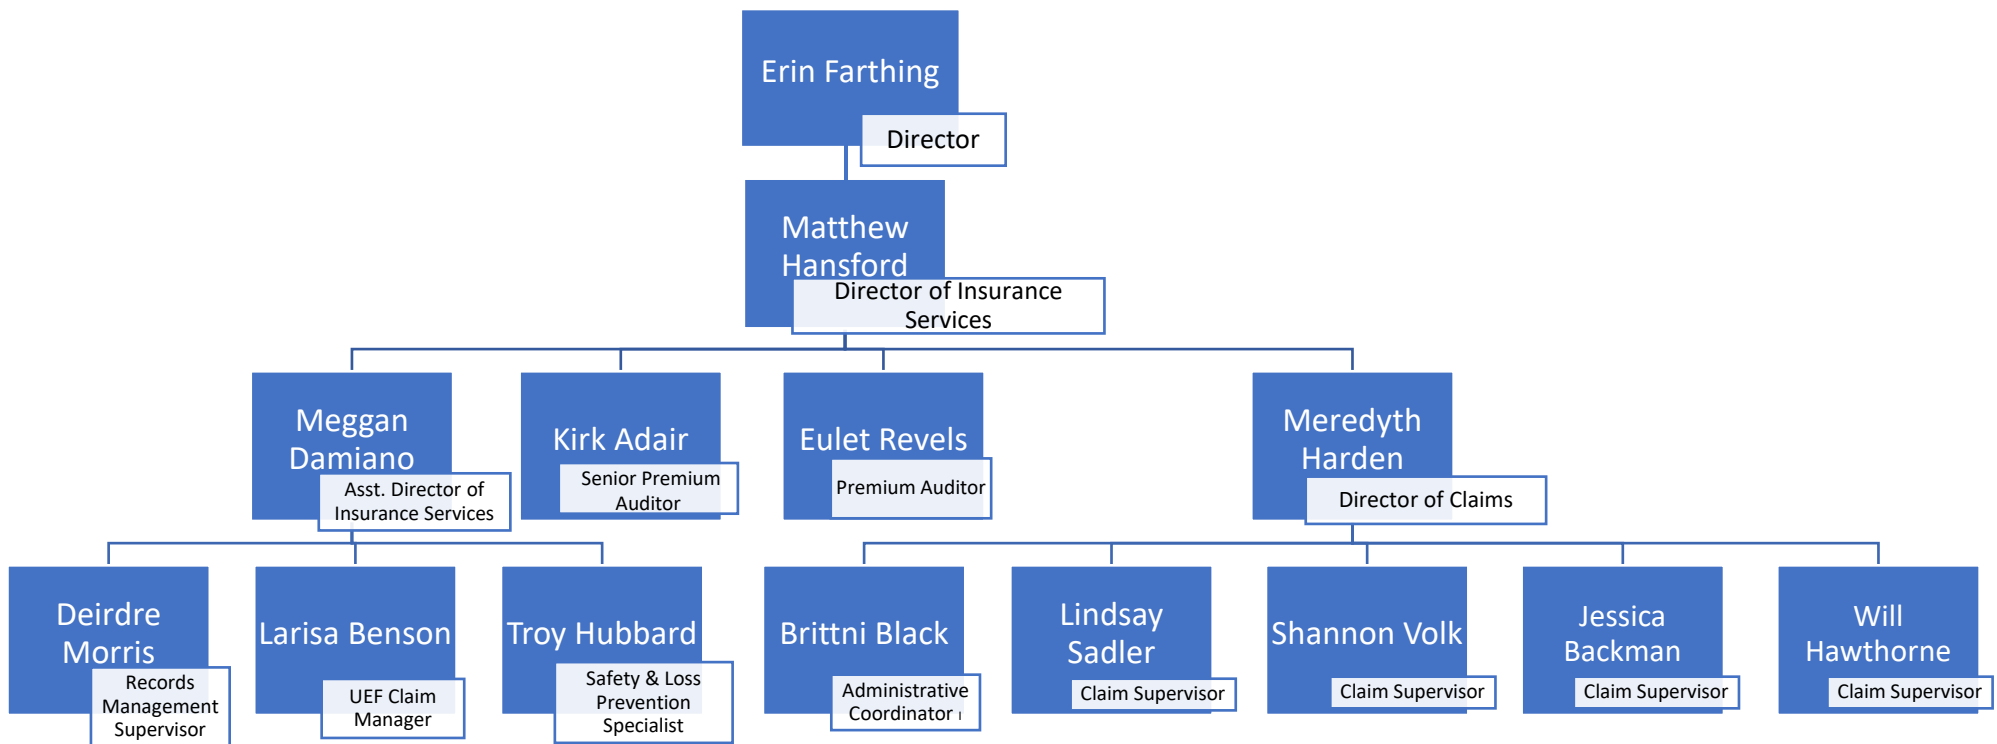 Erin Farthing
Director
Matthew
Hansford
Director of Insurance
Services
Meggan
Damiano
Asst. Director of
Insurance Services
Kirk Adair
Senior Premium
Auditor
Eulet Revels
Premium Auditor
Meredyth
Harden
Director of Claims
Deirdre
Morris
Records
Management
Supervisor
Larisa Benson
UEF Claim
Manager
Troy Hubbard
Safety & Loss
Prevention
Specialist
Brittni Black
Administrative
Coordinator I
Lindsay
Sadler
Claim Supervisor
Shannon Volk
Claim Supervisor
Jessica
Backman
Claim Supervisor
Will
Hawthorne
Claim Supervisor